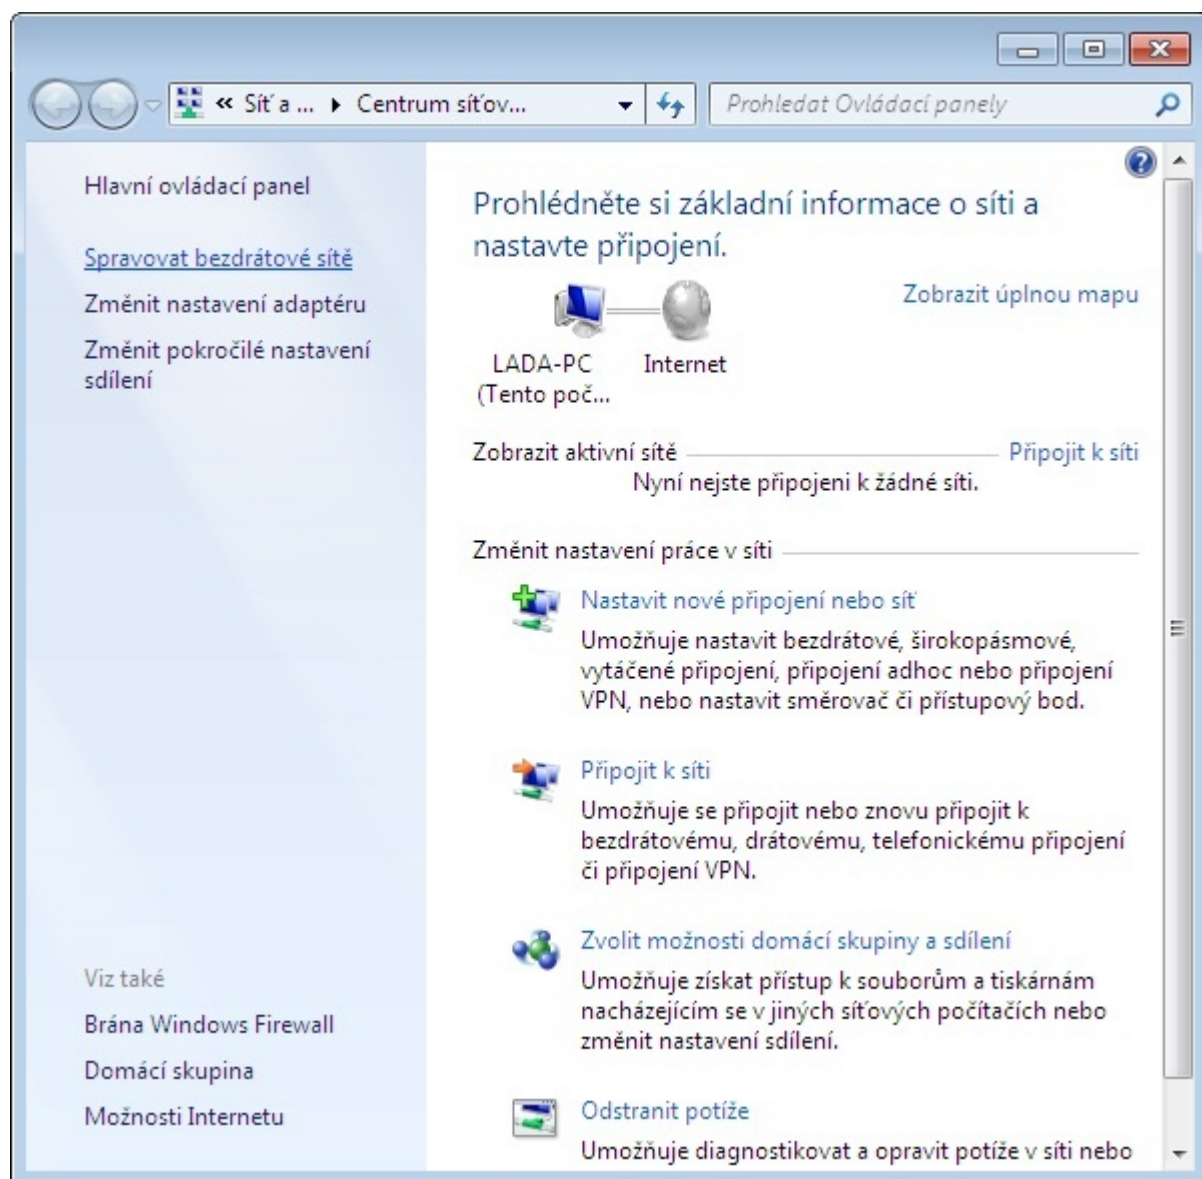 « Síť a ... ▸ Centrum síťov...
Prohledat Ovládací panely
Hlavní ovládací panel
Spravovat bezdrátové sítě
Změnit nastavení adaptéru
Změnit pokročilé nastavení
sdílení
Viz také
Brána Windows Firewall
Domácí skupina
Možnosti Internetu
Prohlédněte si základní informace o síti a
nastavte připojení.
Zobrazit úplnou mapu
LADA-PC
(Tento poč...
Internet
Zobrazit aktivní sítě
Připojit k síti
Nyní nejste připojeni k žádné síti.
Změnit nastavení práce v síti
Nastavit nové připojení nebo síť
Umožňuje nastavit bezdrátové, širokopásmové,
vytáčené připojení, připojení adhoc nebo připojení
VPN, nebo nastavit směrovač či přístupový bod.
Připojit k síti
Umožňuje se připojit nebo znovu připojit k
bezdrátovému, drátovému, telefonickému připojení
či připojení VPN.
Zvolit možnosti domácí skupiny a sdílení
Umožňuje získat přístup k souborům a tiskárnám
nacházejícím se v jiných síťových počítačích nebo
změnit nastavení sdílení.
Odstranit potíže
Umožňuje diagnostikovat a opravit potíže v síti nebo